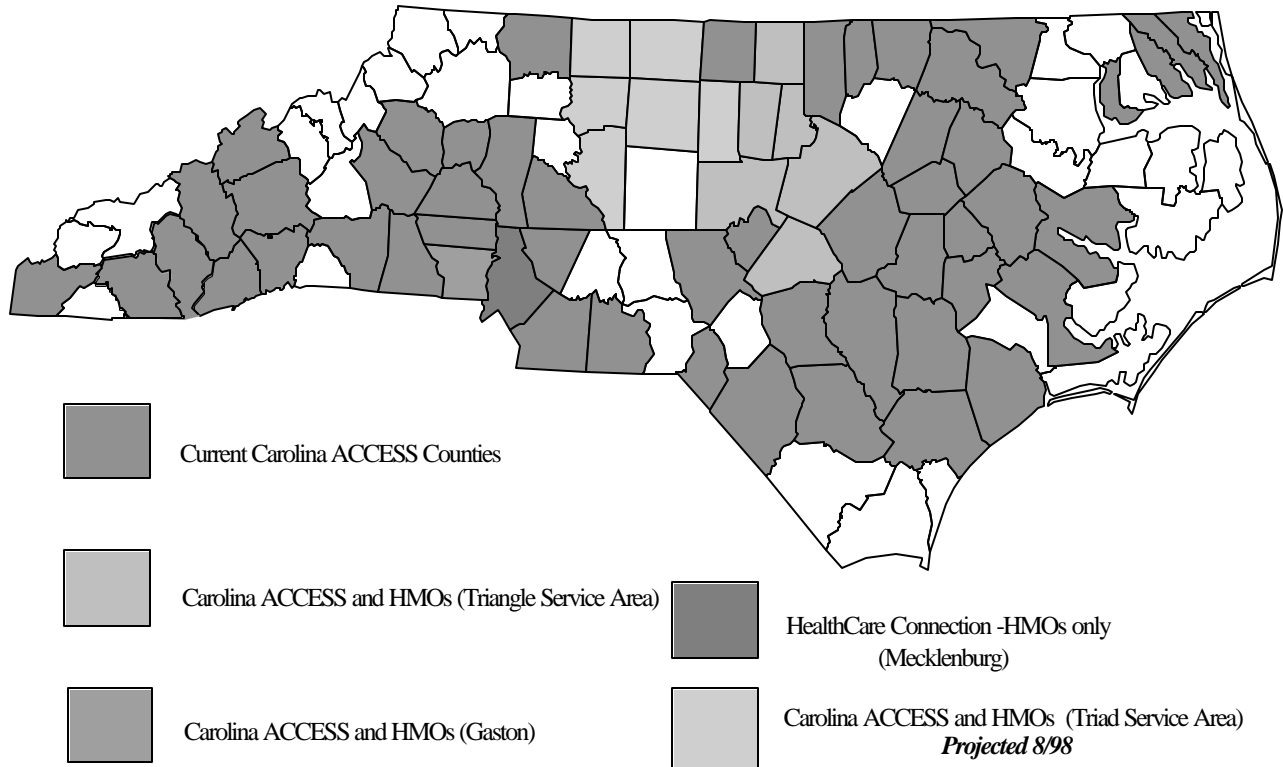 Current Carolina ACCESS Counties
Carolina ACCESS and HMOs (Triangle Service Area)
Carolina ACCESS and HMOs (Gaston)
HealthCare Connection -HMOs only
(Mecklenburg)
Carolina ACCESS and HMOs (Triad Service Area)
Projected 8/98